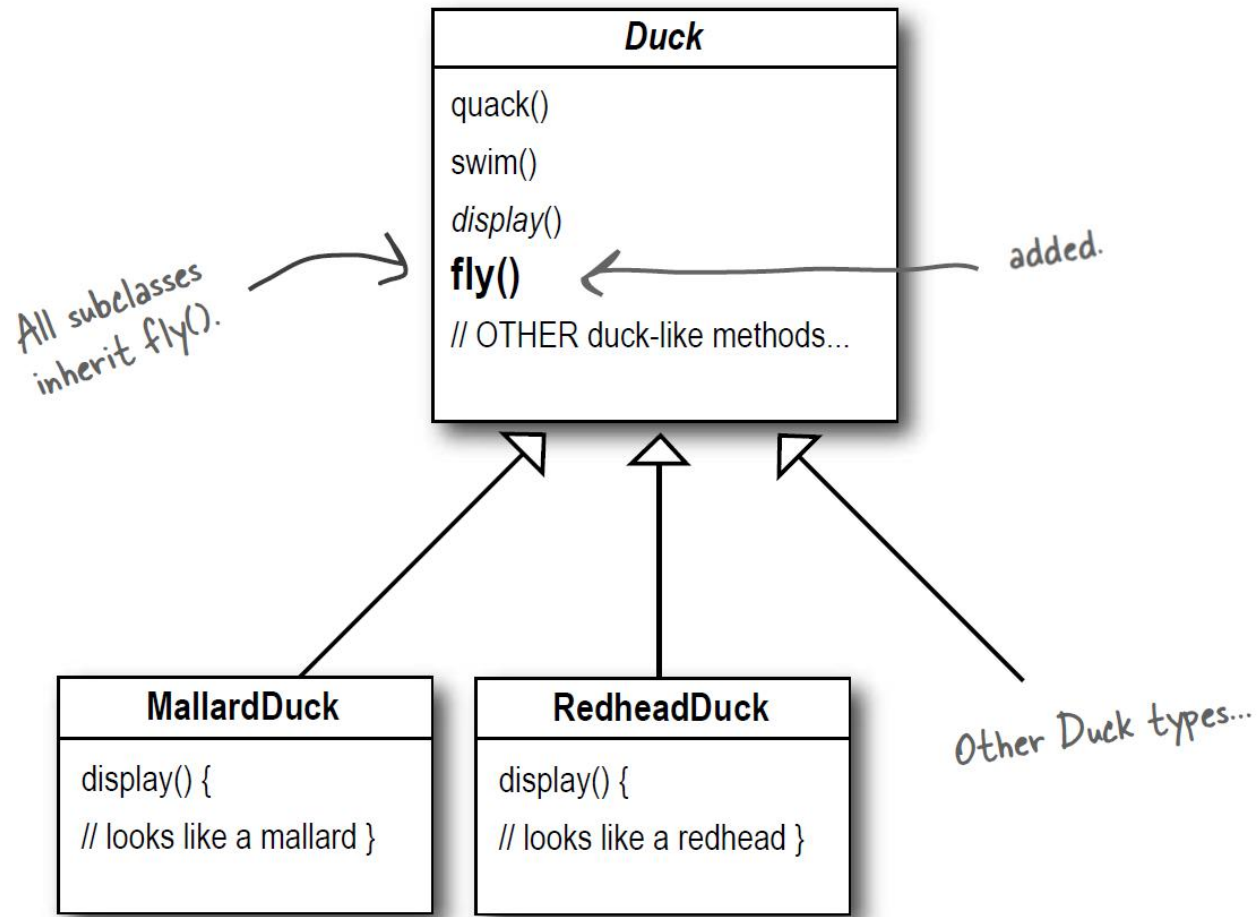 Duck
quack()
swim()
display()
fly()
// OTHER duck-like methods...
All subclasses
inherit fly().
added.
MallardDuck
display() {
// looks like a mallard }
RedheadDuck
display() {
// looks like a redhead }
Other Duck types...